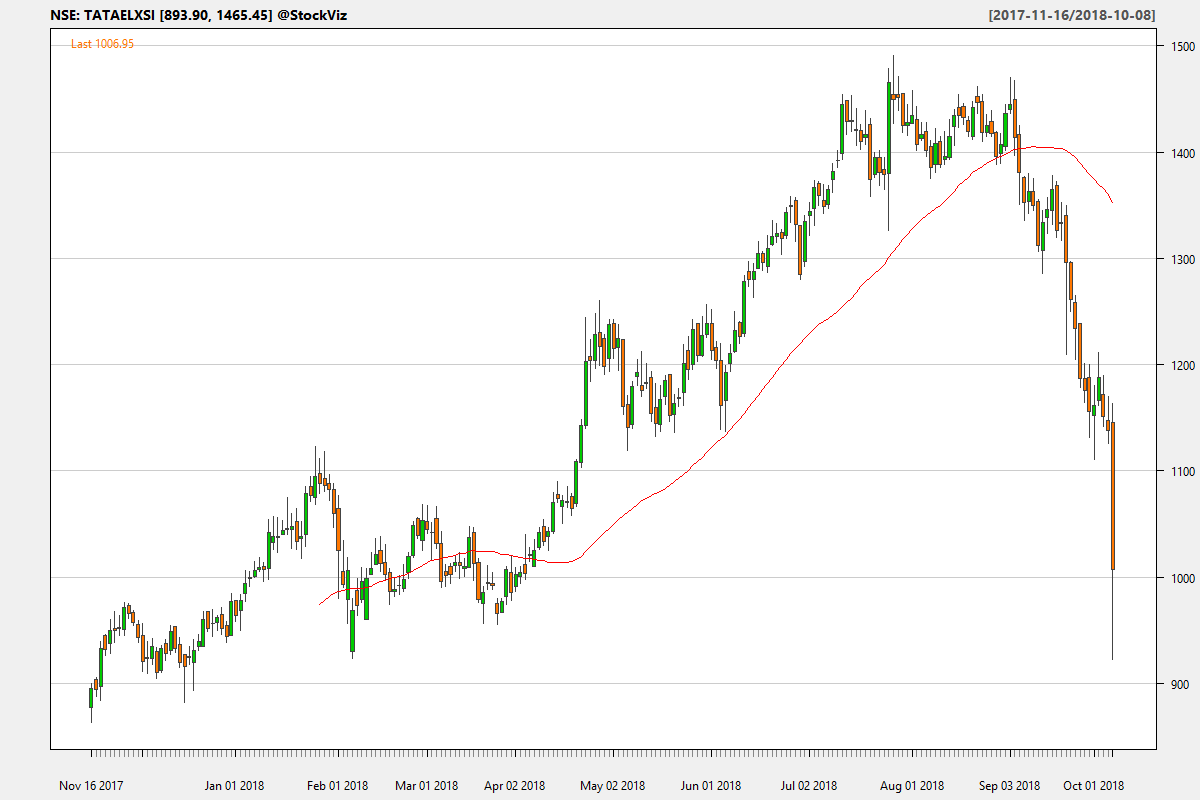 NSE: TATAELXSI [893.90, 1465.45] @StockViz
[2017-11-16/2018-10-08]
Last 1006.95
1500
1400
1300
1200
1100
1000
900
Nov 16 2017 Jan 01 2018 Feb 01 2018 Mar 01 2018 Apr 02 2018 May 02 2018 Jun 01 2018 Jul 02 2018 Aug 01 2018 Sep 03 2018 Oct 01 2018